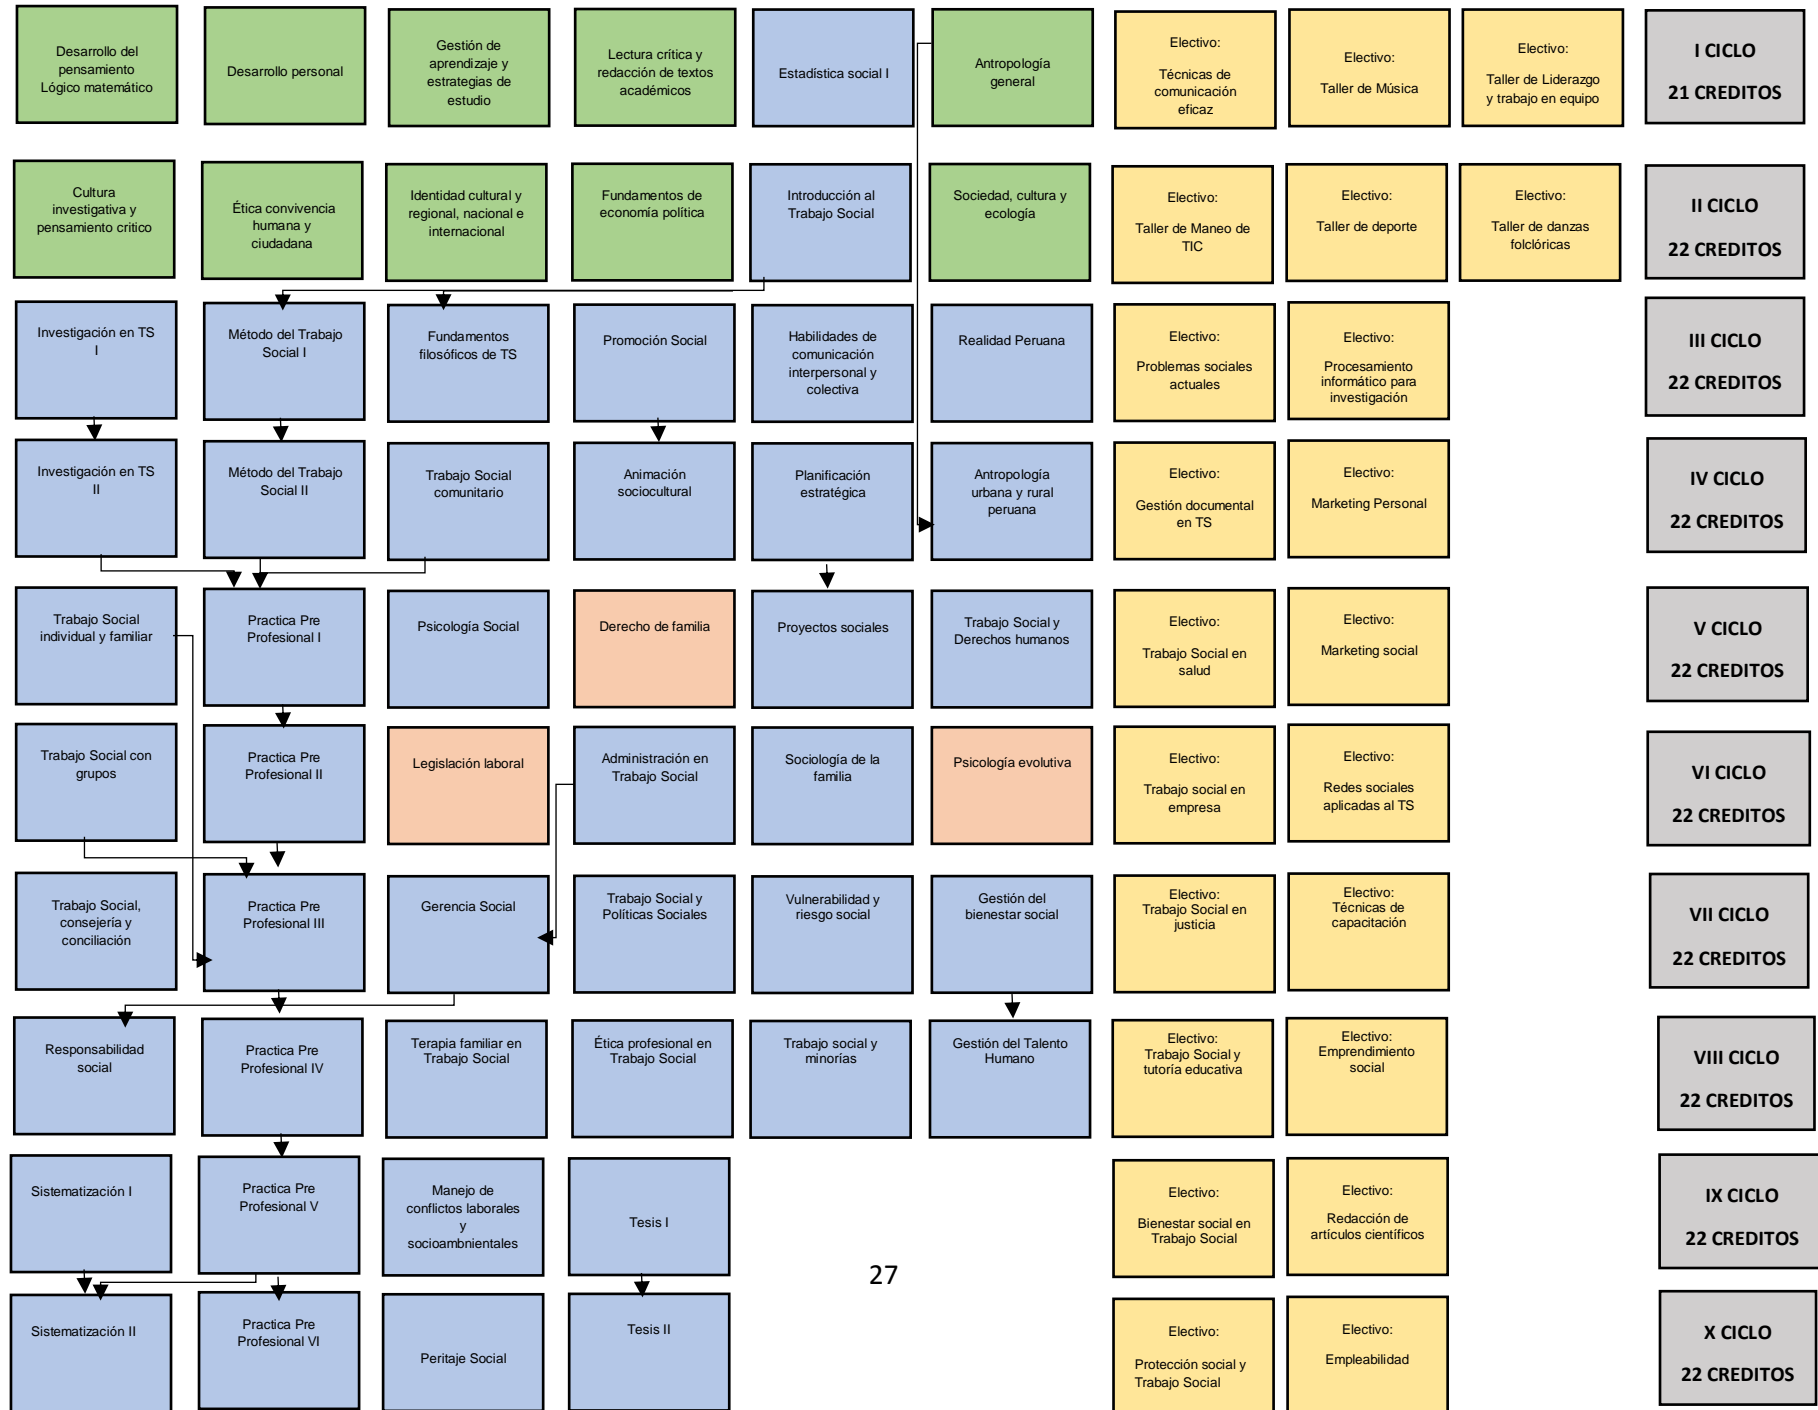 Desarrollo del
pensamiento
Lógico matemático
Desarrollo personal
Gestión de
aprendizaje y
estrategias de
estudio
Lectura crítica y
redacción de textos
académicos
Estadística social I
Antropología
general
Electivo:
Técnicas de
comunicación
eficaz
Electivo:
Taller de Música
Electivo:
Taller de Liderazgo
y trabajo en equipo
I CICLO
21 CREDITOS
Cultura
investigativa y
pensamiento critico
Ética convivencia
humana y
ciudadana
Identidad cultural y
regional, nacional e
internacional
Fundamentos de
economía política
Introducción al
Trabajo Social
Sociedad, cultura y
ecología
Electivo:
Taller de Maneo de
TIC
Electivo:
Taller de deporte
Electivo:
Taller de danzas
folclóricas
II CICLO
22 CREDITOS
Investigación en TS
I
Método del Trabajo
Social I
Fundamentos
filosóficos de TS
Promoción Social
Habilidades de
comunicación
interpersonal y
colectiva
Realidad Peruana
Electivo:
Problemas sociales
actuales
Electivo:
Procesamiento
informático para
investigación
III CICLO
22 CREDITOS
Investigación en TS
II
Método del Trabajo
Social II
Trabajo Social
comunitario
Animación
sociocultural
Planificación
estratégica
Antropología
urbana y rural
peruana
Electivo:
Gestión documental
en TS
Electivo:
Marketing Personal
IV CICLO
22 CREDITOS
Trabajo Social
individual y familiar
Practica Pre
Profesional I
Psicología Social
Derecho de familia
Proyectos sociales
Trabajo Social y
Derechos humanos
Electivo:
Trabajo Social en
salud
Electivo:
Marketing social
V CICLO
22 CREDITOS
Trabajo Social con
grupos
Practica Pre
Profesional II
Legislación laboral
Administración en
Trabajo Social
Sociología de la
familia
Psicología evolutiva
Electivo:
Trabajo social en
empresa
Electivo:
Redes sociales
aplicadas al TS
VI CICLO
22 CREDITOS
Trabajo Social,
consejería y
conciliación
Practica Pre
Profesional III
Gerencia Social
Trabajo Social y
Políticas Sociales
Vulnerabilidad y
riesgo social
Gestión del
bienestar social
Electivo:
Trabajo Social en
justicia
Electivo:
Técnicas de
capacitación
VII CICLO
22 CREDITOS
Responsabilidad
social
Practica Pre
Profesional IV
Terapia familiar en
Trabajo Social
Ética profesional en
Trabajo Social
Trabajo social y
minorías
Gestión del Talento
Humano
Electivo:
Trabajo Social y
tutoría educativa
Electivo:
Emprendimiento
social
VIII CICLO
22 CREDITOS
Sistematización I
Practica Pre
Profesional V
Manejo de
conflictos laborales
y
socioambnientales
Tesis I
Electivo:
Bienestar social en
Trabajo Social
Electivo:
Redacción de
artículos científicos
IX CICLO
22 CREDITOS
27
Sistematización II
Practica Pre
Profesional VI
Peritaje Social
Tesis II
Electivo:
Protección social y
Trabajo Social
Electivo:
Empleabilidad
X CICLO
22 CREDITOS